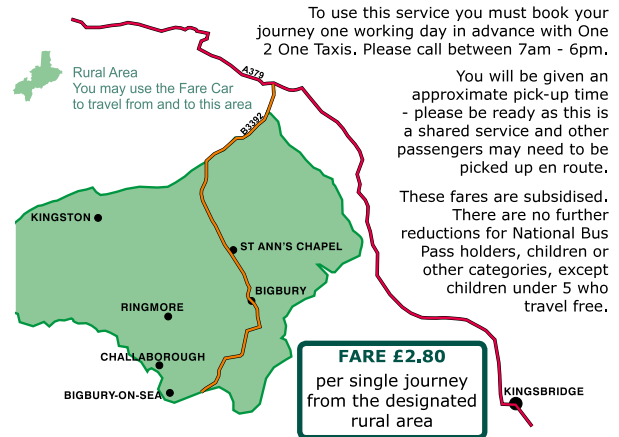 To use this service you must book your
journey one working day in advance with One
2 One Taxis. Please call between 7am - 6pm.
Rural Area
You may use the Fare Car
to travel from and to this area
A379
You will be given an
approximate pick-up time
- please be ready as this is
a shared service and other
passengers may need to be
picked up en route.
B3392
These fares are subsidised.
There are no further
reductions for National Bus
Pass holders, children or
other categories, except
children under 5 who
travel free.
KINGSTON
ST ANN'S CHAPEL
BIGBURY
RINGMORE
CHALLABOROUGH
BIGBURY-ON-SEA
FARE £2.80
per single journey
from the designated
rural area
KINGSBRIDGE